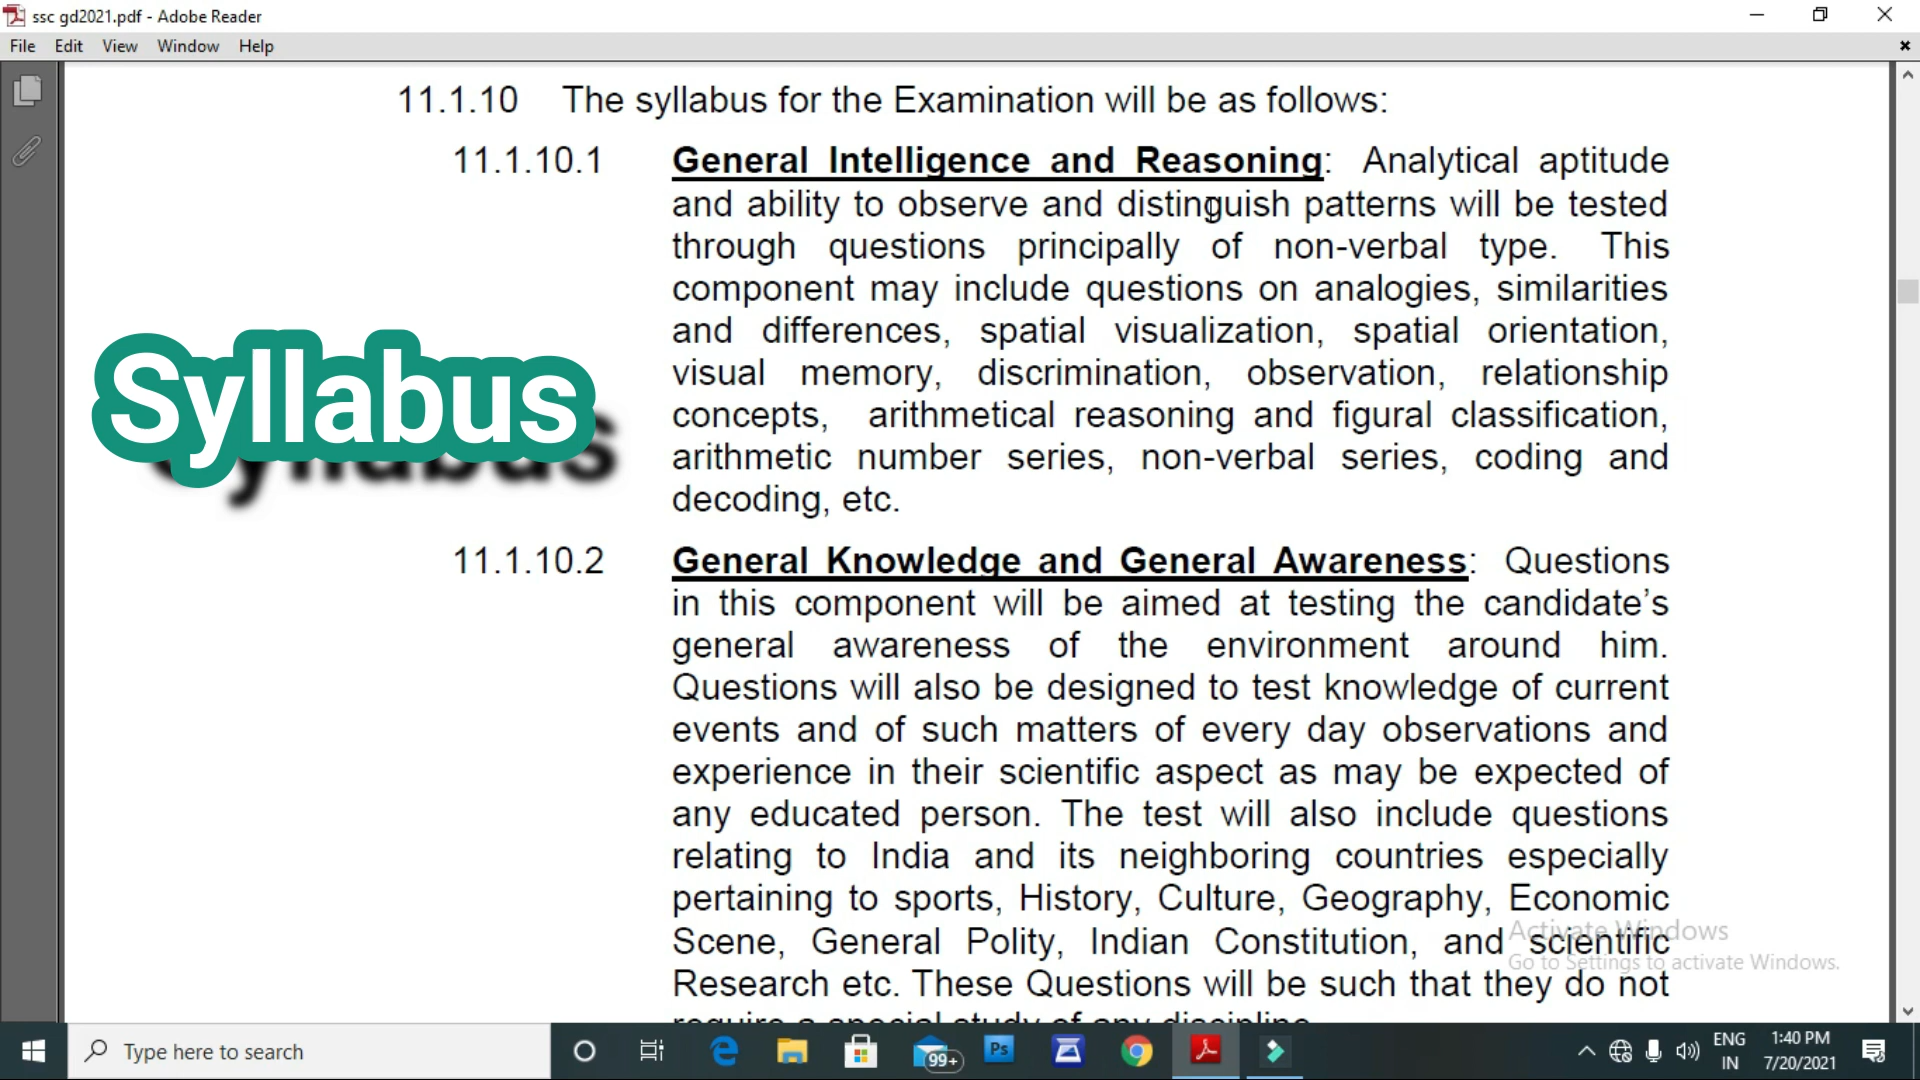 ssc gd2021.pdf - Adobe Reader
File Edit View Window Help
11.1.10 The syllabus for the Examination will be as follows:
11.1.10.1 General Intelligence and Reasoning: Analytical aptitude
and ability to observe and distinguish patterns will be tested
through questions principally of non-verbal type. This
component may include questions on analogies, similarities
and differences, spatial visualization, spatial orientation,
visual memory, discrimination, observation, relationship
concepts, arithmetical reasoning and figural classification,
arithmetic number series, non-verbal series, coding and
decoding, etc.
Syllabus
11.1.10.2 General Knowledge and General Awareness: Questions
in this component will be aimed at testing the candidate's
general awareness of the environment around him.
Questions will also be designed to test knowledge of current
events and of such matters of every day observations and
experience in their scientific aspect as may be expected of
any educated person. The test will also include questions
relating to India and its neighboring countries especially
pertaining to sports, History, Culture, Geography, Economic
Scene, General Polity, Indian Constitution, and scientific
Research etc. These Questions will be such that they do not
require a special study of any discipline.
Activate Windows
Go to Settings to activate Windows.
Type here to search
99+
Ps
ENG
IN
1:40 PM
7/20/2021